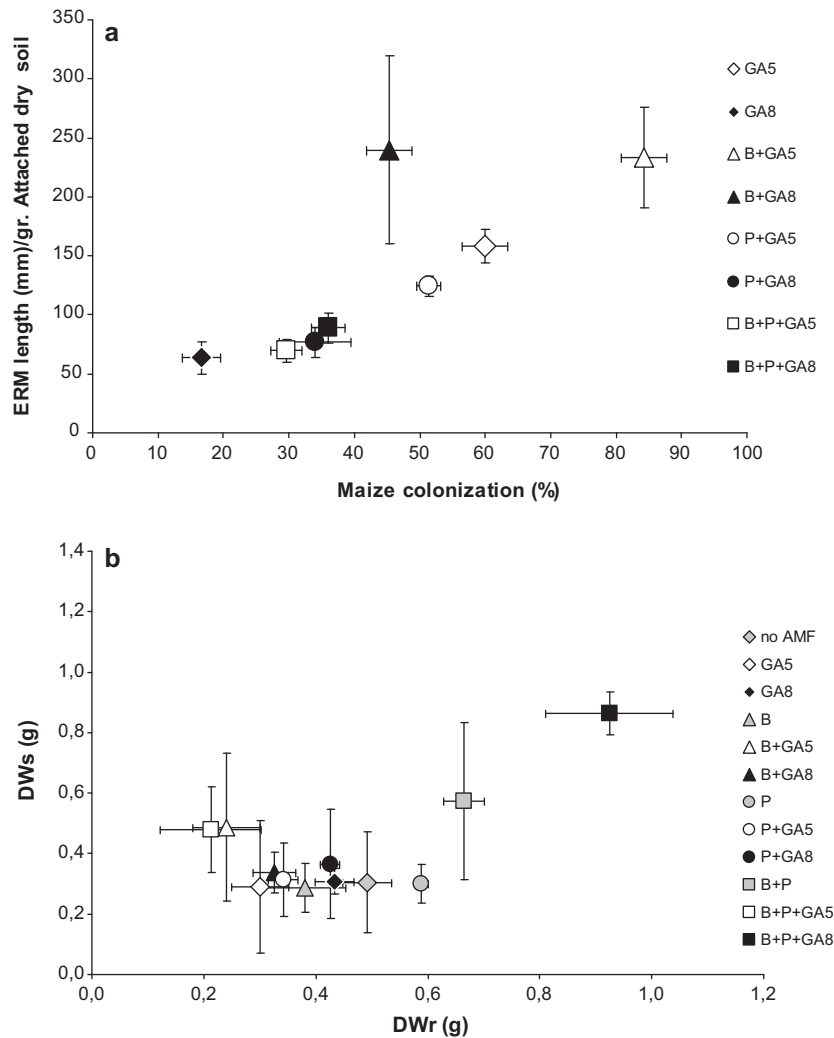 a
ERM length (mm)/gr. Attached dry soil
350
300
250
200
150
100
50
0
0 10 20 30 40 50 60 70 80 90 100
Maize colonization (%)
GA5
GA8
B+GA5
B+GA8
P+GA5
P+GA8
B+P+GA5
B+P+GA8
b
DWs (g)
1,4
1,2
1,0
0,8
0,6
0,4
0,2
0,0
0,0 0,2 0,4 0,6 0,8 1,0 1,2
DWr (g)
no AMF
GA5
GA8
B
B+GA5
B+GA8
P
P+GA5
P+GA8
B+P
B+P+GA5
B+P+GA8